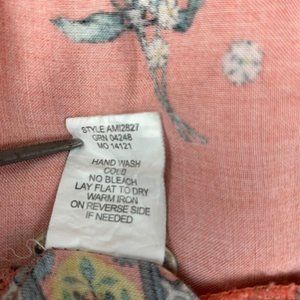 STYLE AMI2827
GRN 04248
MO 14121
HAND WASH
COLD
NO BLEACH
LAY FLAT TO DRY
WARM IRON
ON REVERSE SIDE
IF NEEDED